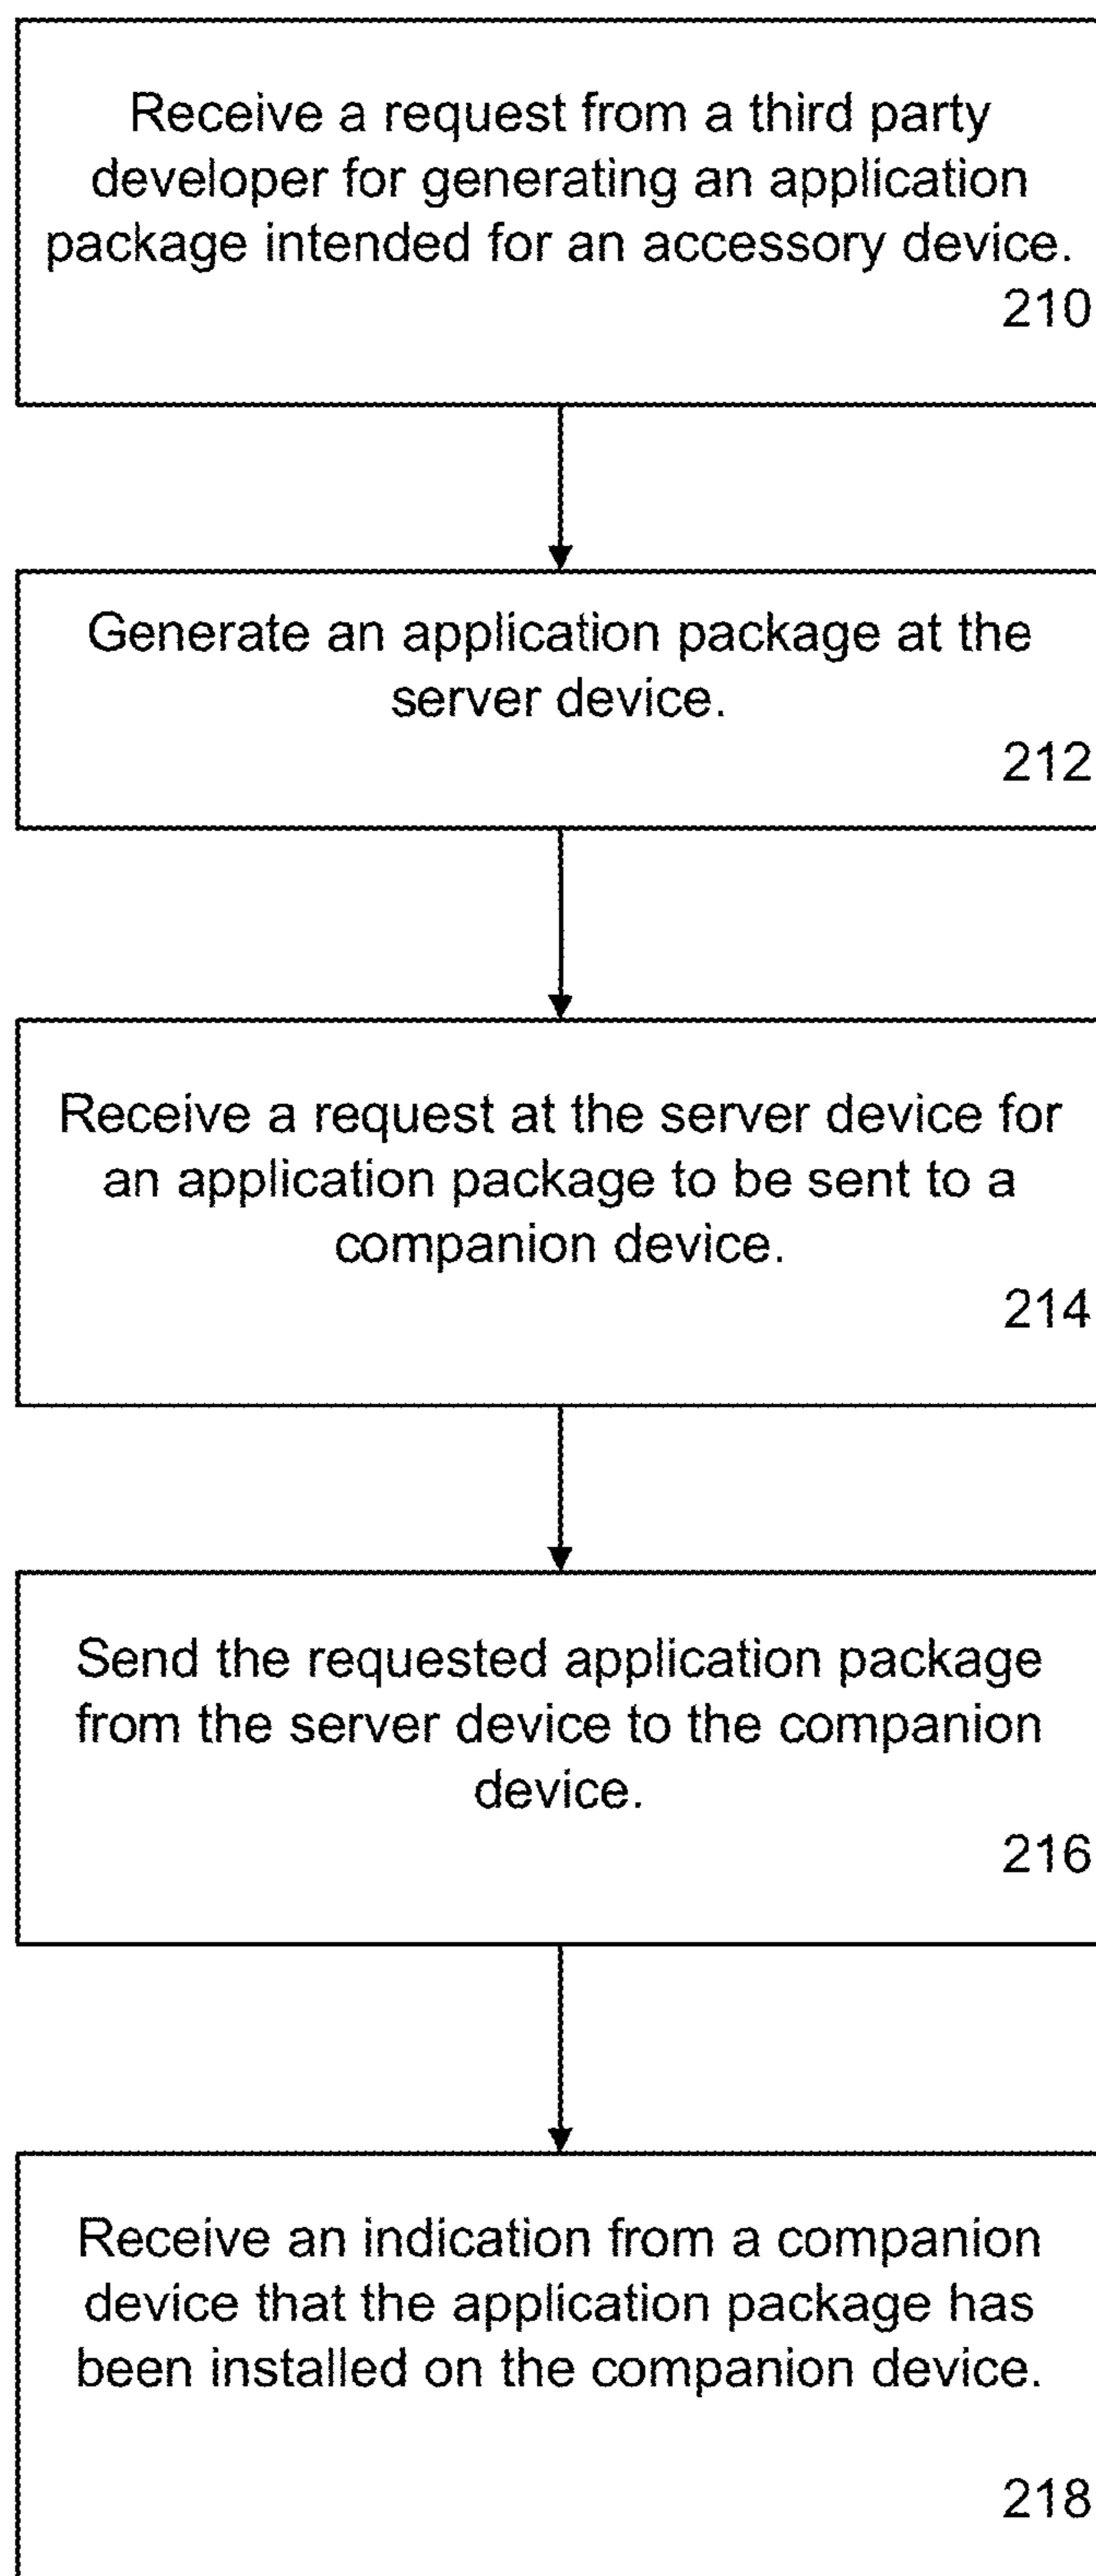 Receive a request from a third party
developer for generating an application
package intended for an accessory device.
210
Generate an application package at the
server device.
212
Receive a request at the server device for
an application package to be sent to a
companion device.
214
Send the requested application package
from the server device to the companion
device.
216
Receive an indication from a companion
device that the application package has
been installed on the companion device.
218